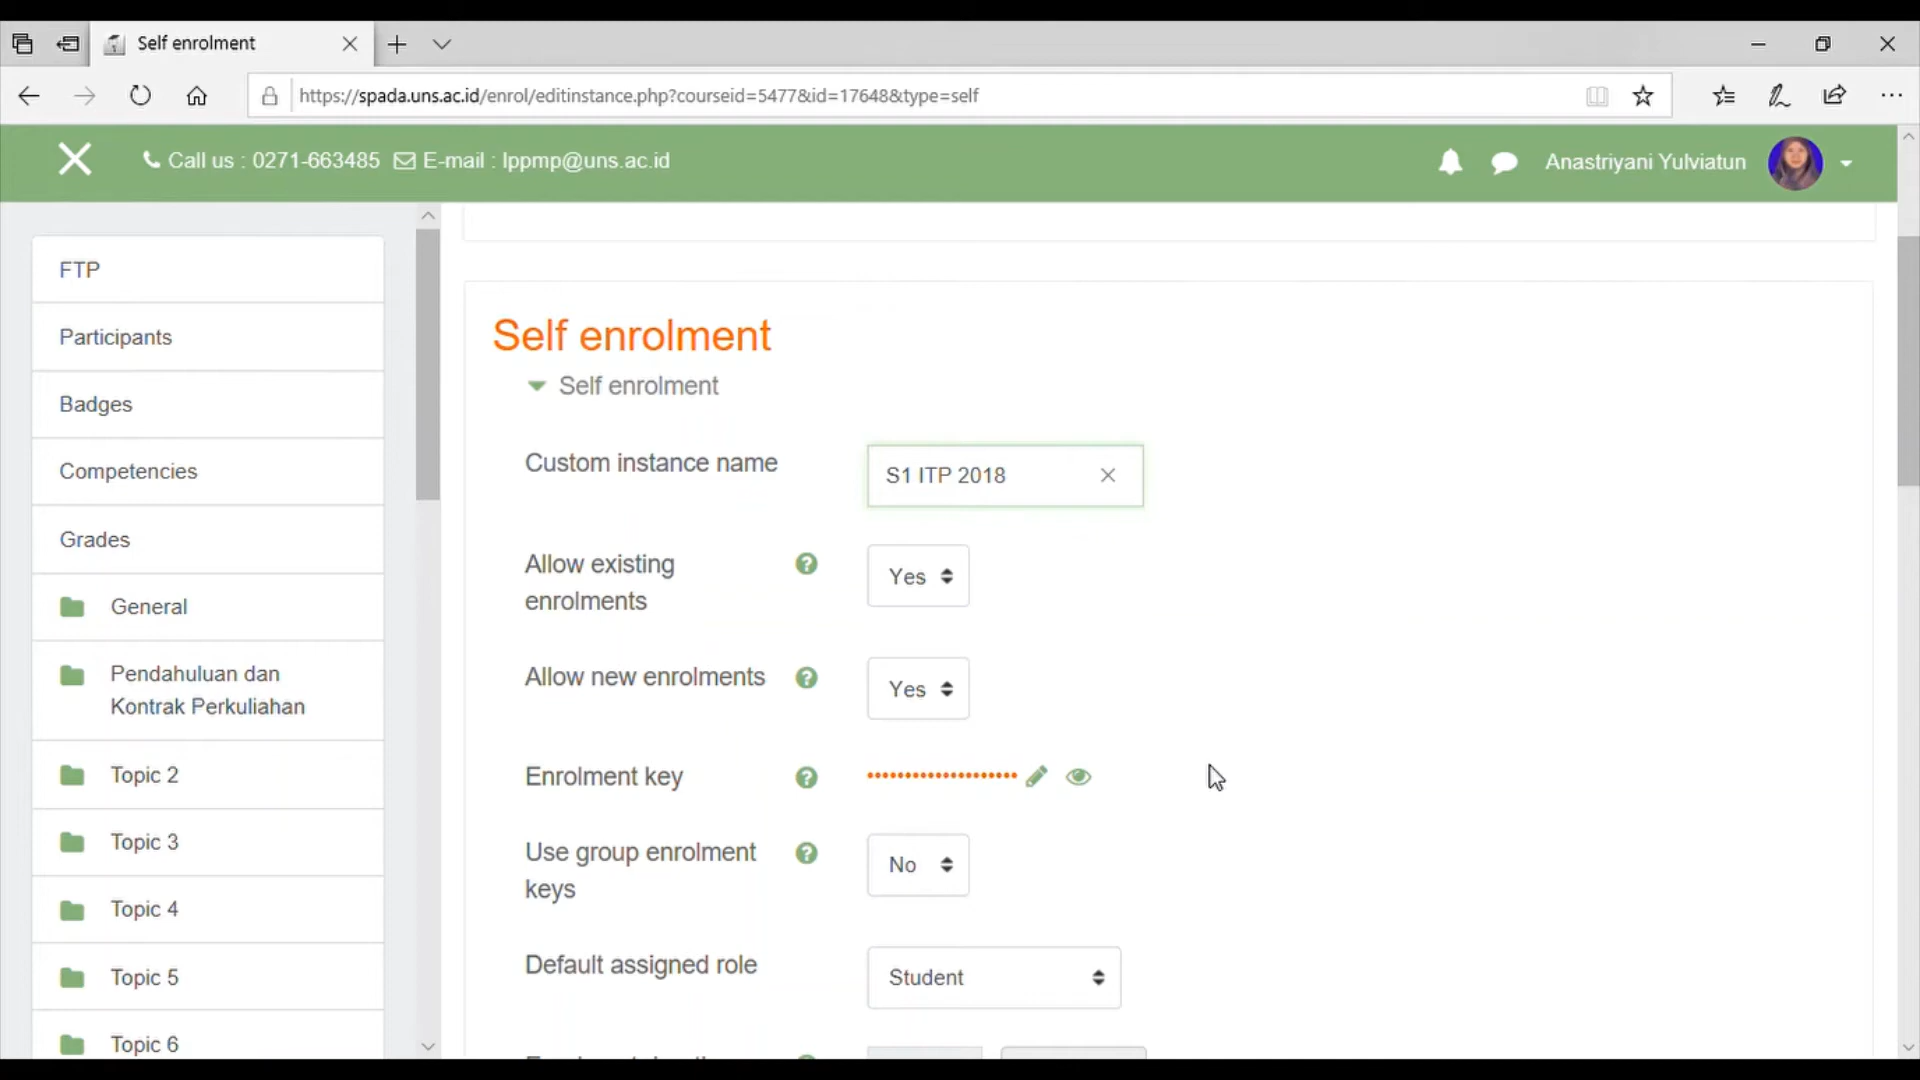 Self enrolment
https://spada.uns.ac.id/enrol/editinstance.php?courseid=5477&id=17648&type=self
Call us : 0271-663485 E-mail : lppmp@uns.ac.id
Anastriyani Yulviatun
FTP
Participants
Badges
Competencies
Grades
General
Pendahuluan dan
Kontrak Perkuliahan
Topic 2
Topic 3
Topic 4
Topic 5
Topic 6
Self enrolment
Self enrolment
Custom instance name
S1 ITP 2018
Allow existing
enrolments
Yes
Allow new enrolments
Yes
Enrolment key
Use group enrolment
keys
No
Default assigned role
Student